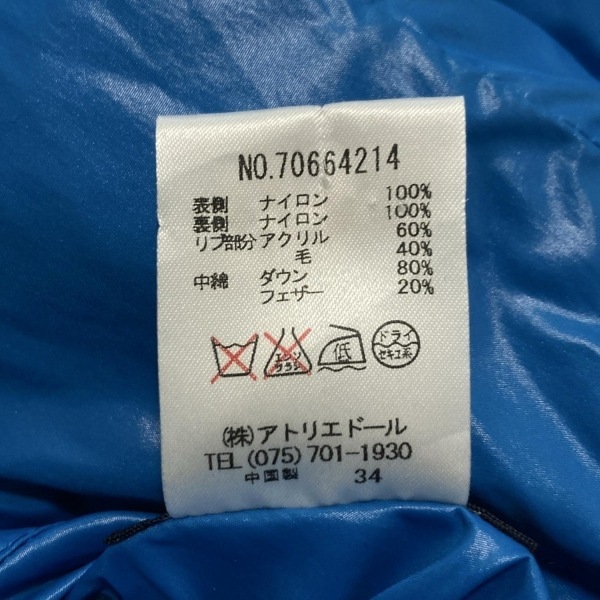 NO.70664214
表側 ナイロン 100%
裏側 ナイロン 100%
リブ部分 アクリル 60%
毛 40%
中綿 ダウン 80%
フェザー 20%
エンソ サラシ 低 ドライ セキユ系
(株)アトリエドール
TEL (075) 701-1930
中国製 34